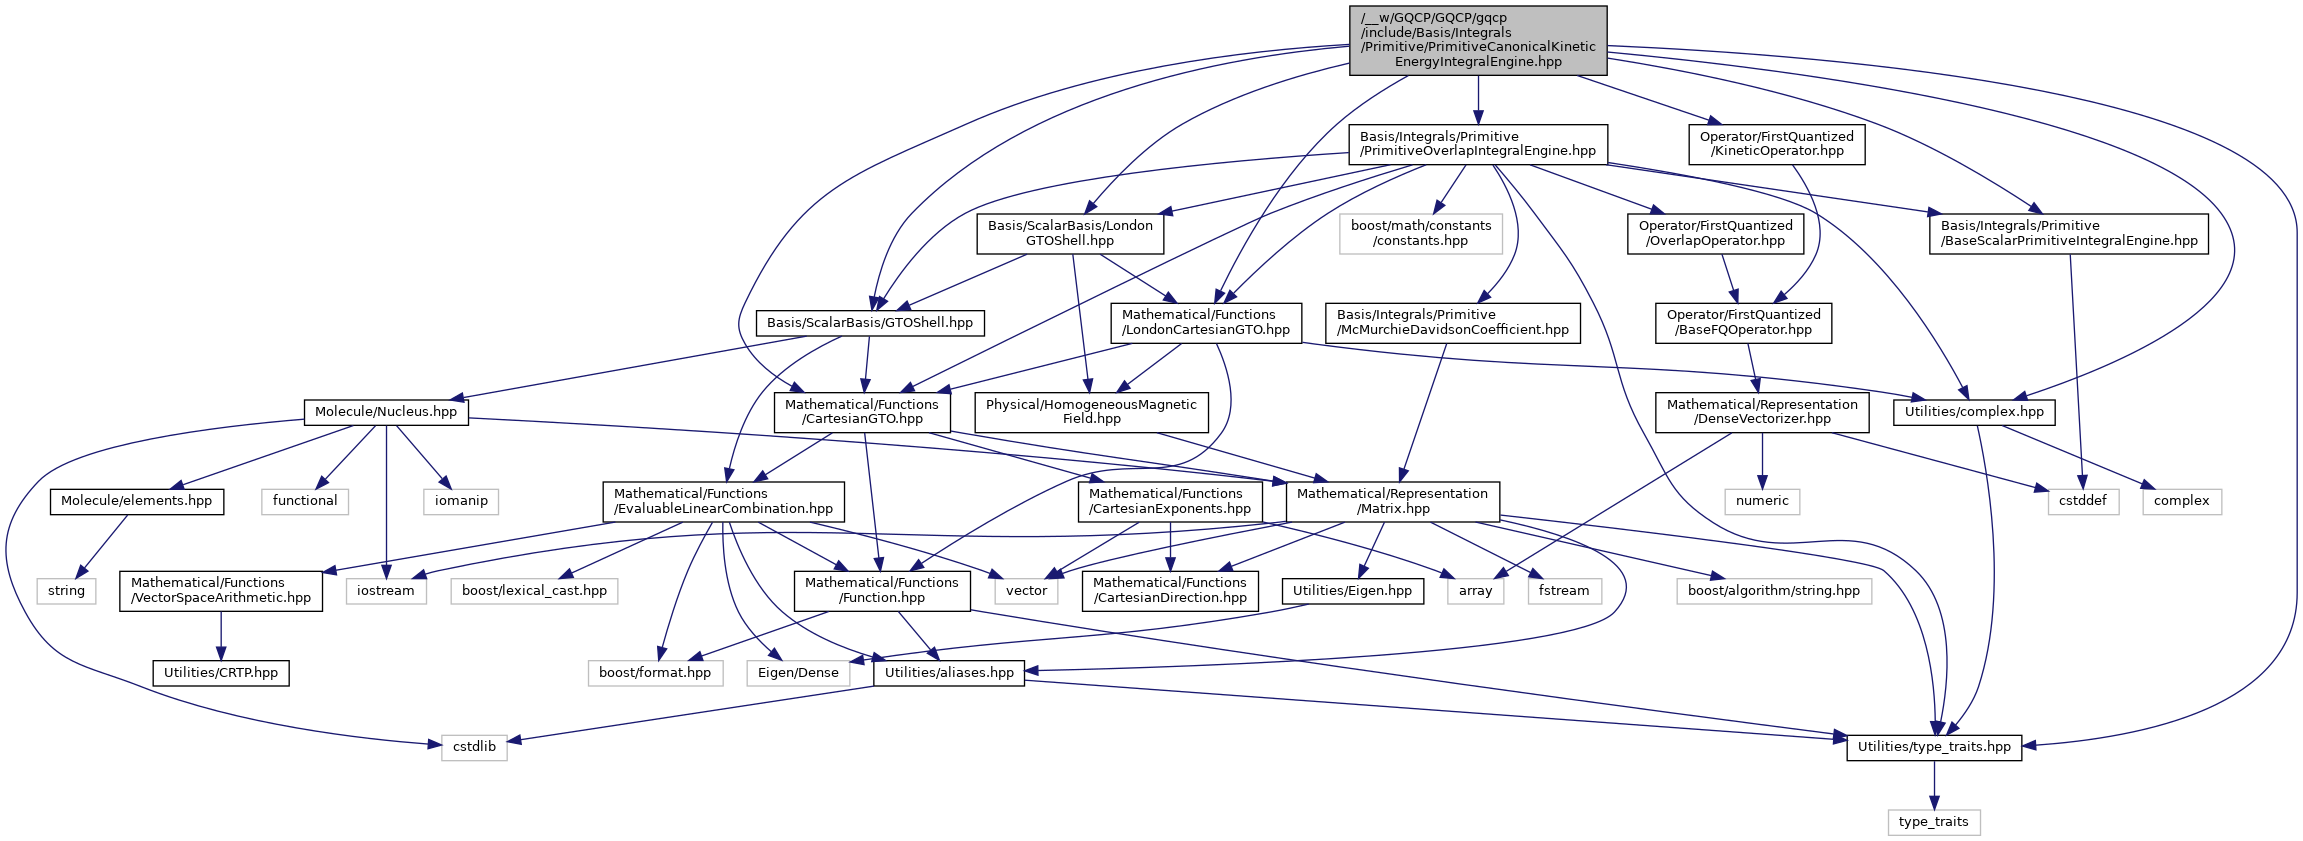 /__w/GQCP/GQCP/gqcp
/include/Basis/Integrals
/Primitive/PrimitiveCanonicalKinetic
EnergyIntegralEngine.hpp
Basis/Integrals/Primitive
/PrimitiveOverlapIntegralEngine.hpp
Operator/FirstQuantized
/KineticOperator.hpp
Basis/ScalarBasis/London
GTOShell.hpp
boost/math/constants
/constants.hpp
Operator/FirstQuantized
/OverlapOperator.hpp
Basis/Integrals/Primitive
/BaseScalarPrimitiveIntegralEngine.hpp
Basis/ScalarBasis/GTOShell.hpp
Mathematical/Functions
/LondonCartesianGTO.hpp
Basis/Integrals/Primitive
/McMurchieDavidsonCoefficient.hpp
Operator/FirstQuantized
/BaseFQOperator.hpp
Molecule/Nucleus.hpp
Mathematical/Functions
/CartesianGTO.hpp
Physical/HomogeneousMagnetic
Field.hpp
Mathematical/Representation
/DenseVectorizer.hpp
Utilities/complex.hpp
Molecule/elements.hpp
functional
iomanip
Mathematical/Functions
/EvaluableLinearCombination.hpp
Mathematical/Functions
/CartesianExponents.hpp
Mathematical/Representation
/Matrix.hpp
numeric
cstddef
complex
string
Mathematical/Functions
/VectorSpaceArithmetic.hpp
iostream
boost/lexical_cast.hpp
Mathematical/Functions
/Function.hpp
vector
Mathematical/Functions
/CartesianDirection.hpp
Utilities/Eigen.hpp
array
fstream
boost/algorithm/string.hpp
Utilities/CRTP.hpp
boost/format.hpp
Eigen/Dense
Utilities/aliases.hpp
cstdlib
Utilities/type_traits.hpp
type_traits